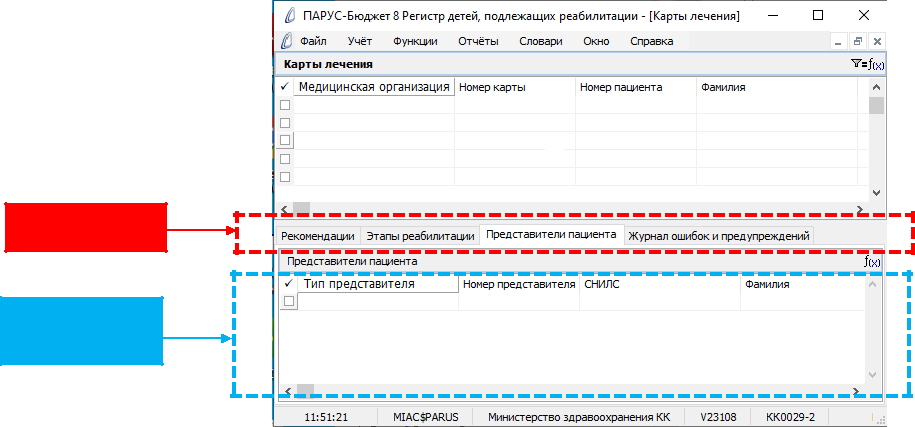 ПАРУС-Бюджет 8 Регистр детей, подлежащих реабилитации - [Карты лечения]
Файл Учёт Функции Отчёты Словари Окно Справка
Карты лечения
Медицинская организация Номер карты Номер пациента Фамилия
Рекомендации Этапы реабилитации Представители пациента Журнал ошибок и предупреждений
Представители пациента
Тип представителя Номер представителя СНИЛС Фамилия
11:51:21 MIAC$PARUS Министерство здравоохранения КК V23108 КК0029-2